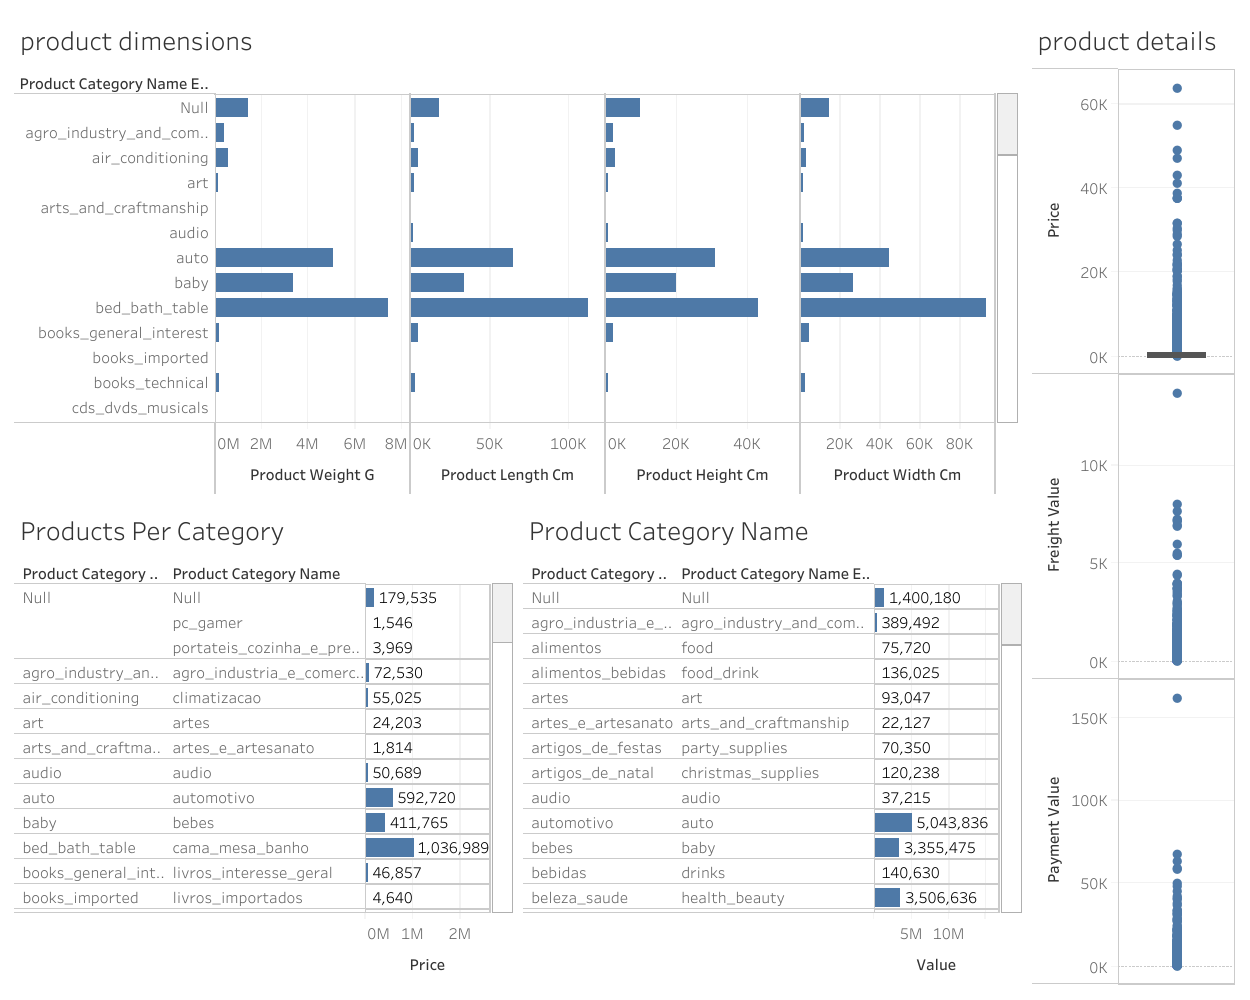 product dimensions
Product Category Name E..
Null
agro_industry_and_com..
air_conditioning
art
arts_and_craftmanship
audio
auto
baby
bed_bath_table
books_general_interest
books_imported
books_technical
cds_dvds_musicals
0M 2M 4M 6M 8M 0K 50K 100K 0K 20K 40K 20K 40K 60K 80K
Product Weight G Product Length Cm Product Height Cm Product Width Cm
product details
60K
40K
20K
0K
Price
10K
5K
0K
Freight Value
150K
100K
50K
0K
Payment Value
Products Per Category
Product Category .. Product Category Name
Null Null 179,535
pc_gamer 1,546
portateis_cozinha_e_pre.. 3,969
agro_industry_an.. agro_industria_e_comerc.. 72,530
air_conditioning climatizacao 55,025
art artes 24,203
arts_and_craftma.. artes_e_artesanato 1,814
audio audio 50,689
auto automotivo 592,720
baby bebes 411,765
bed_bath_table cama_mesa_banho 1,036,989
books_general_int.. livros_interesse_geral 46,857
books_imported livros_importados 4,640
0M 1M 2M
Price
Product Category Name
Product Category .. Product Category Name E..
Null Null 1,400,180
agro_industria_e_.. agro_industry_and_com.. 389,492
alimentos food 75,720
alimentos_bebidas food_drink 136,025
artes art 93,047
artes_e_artesanato arts_and_craftmanship 22,127
artigos_de_festas party_supplies 70,350
artigos_de_natal christmas_supplies 120,238
audio audio 37,215
automotivo auto 5,043,836
bebes baby 3,355,475
bebidas drinks 140,630
beleza_saude health_beauty 3,506,636
5M 10M
Value